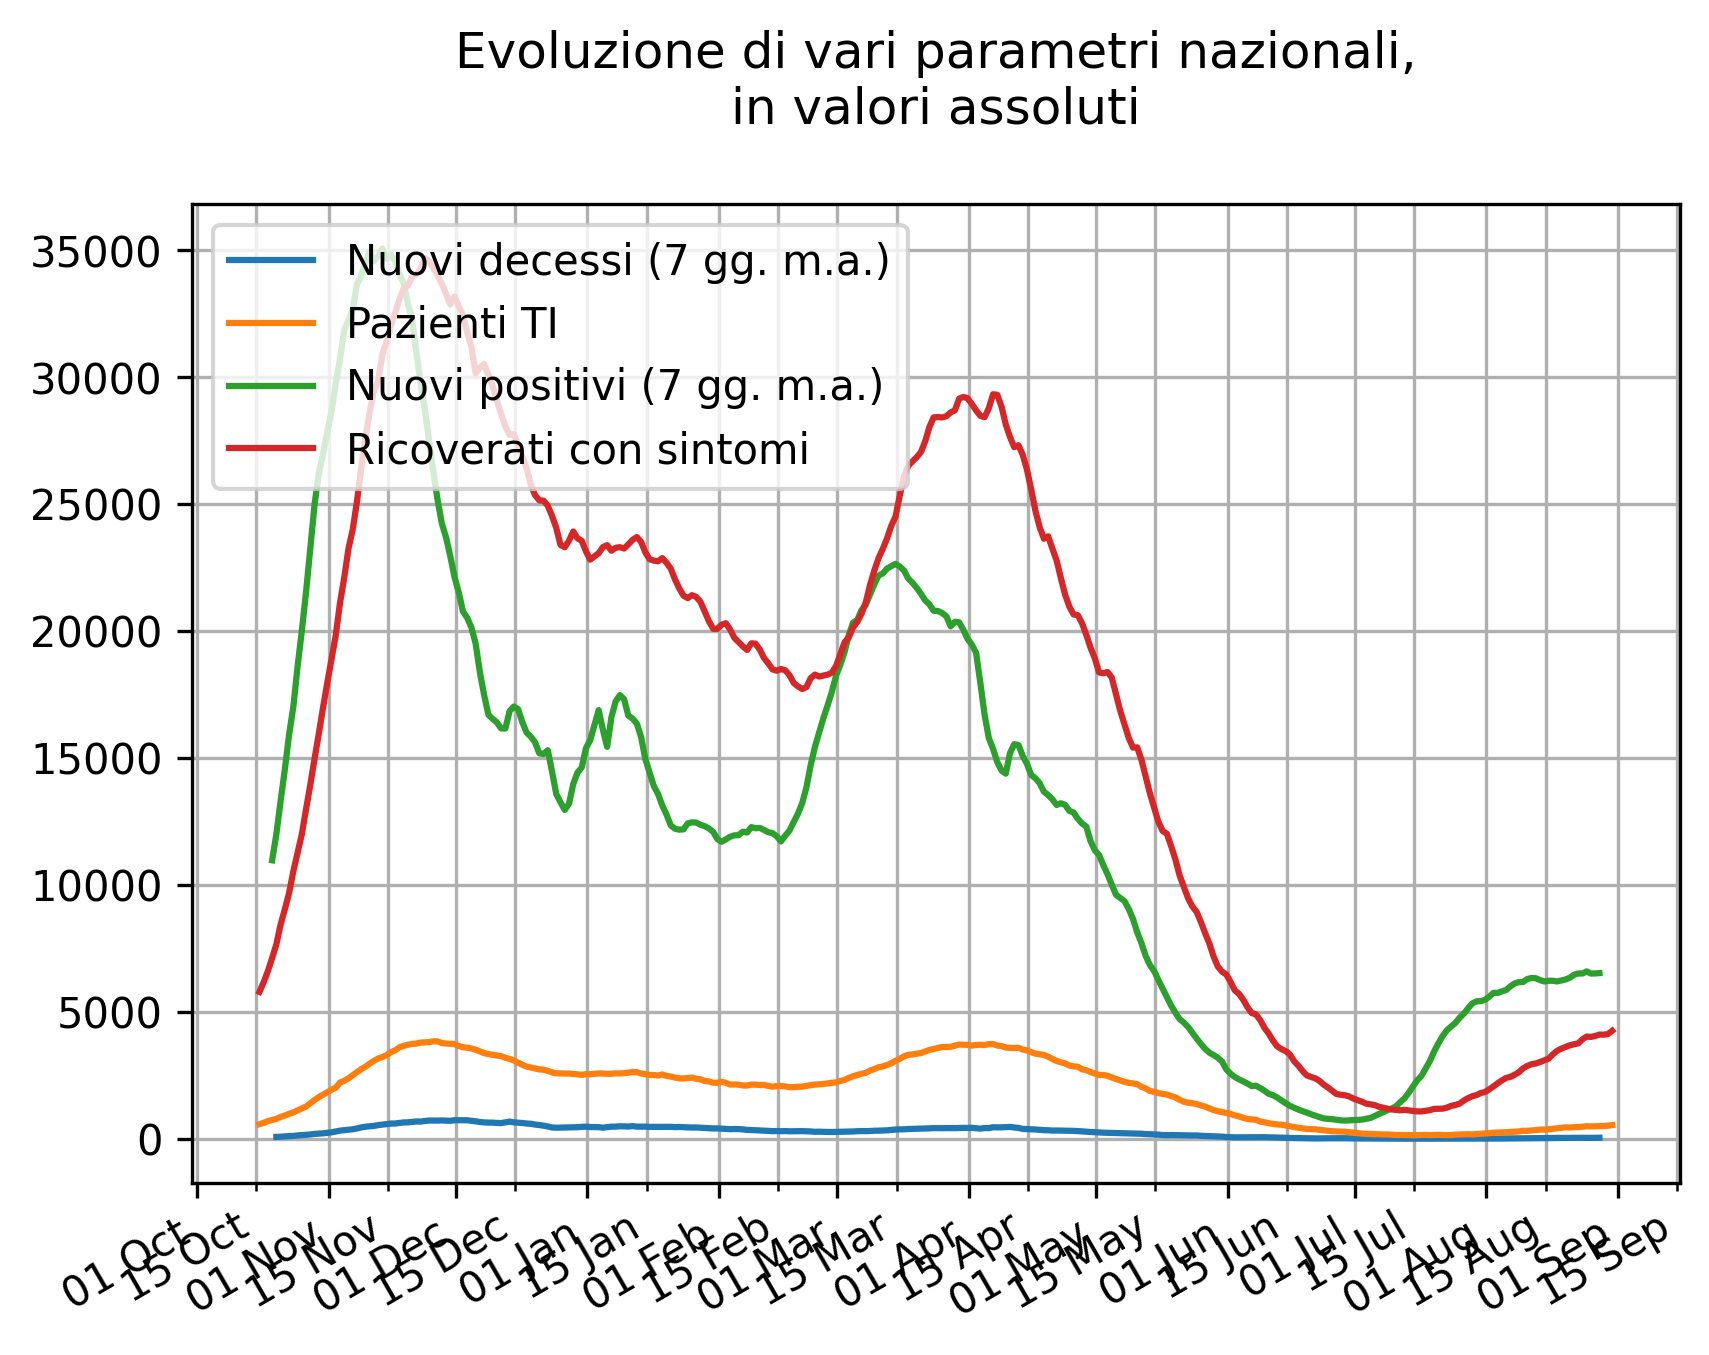 Evoluzione di vari parametri nazionali,
in valori assoluti
35000
30000
25000
20000
15000
10000
5000
0
Nuovi decessi (7 gg. m.a.)
Pazienti TI
Nuovi positivi (7 gg. m.a.)
Ricoverati con sintomi
01 Oct
15 Oct
01 Nov
15 Nov
01 Dec
15 Dec
01 Jan
15 Jan
01 Feb
15 Feb
01 Mar
15 Mar
01 Apr
15 Apr
01 May
15 May
01 Jun
15 Jun
01 Jul
15 Jul
01 Aug
15 Aug
01 Sep
15 Sep